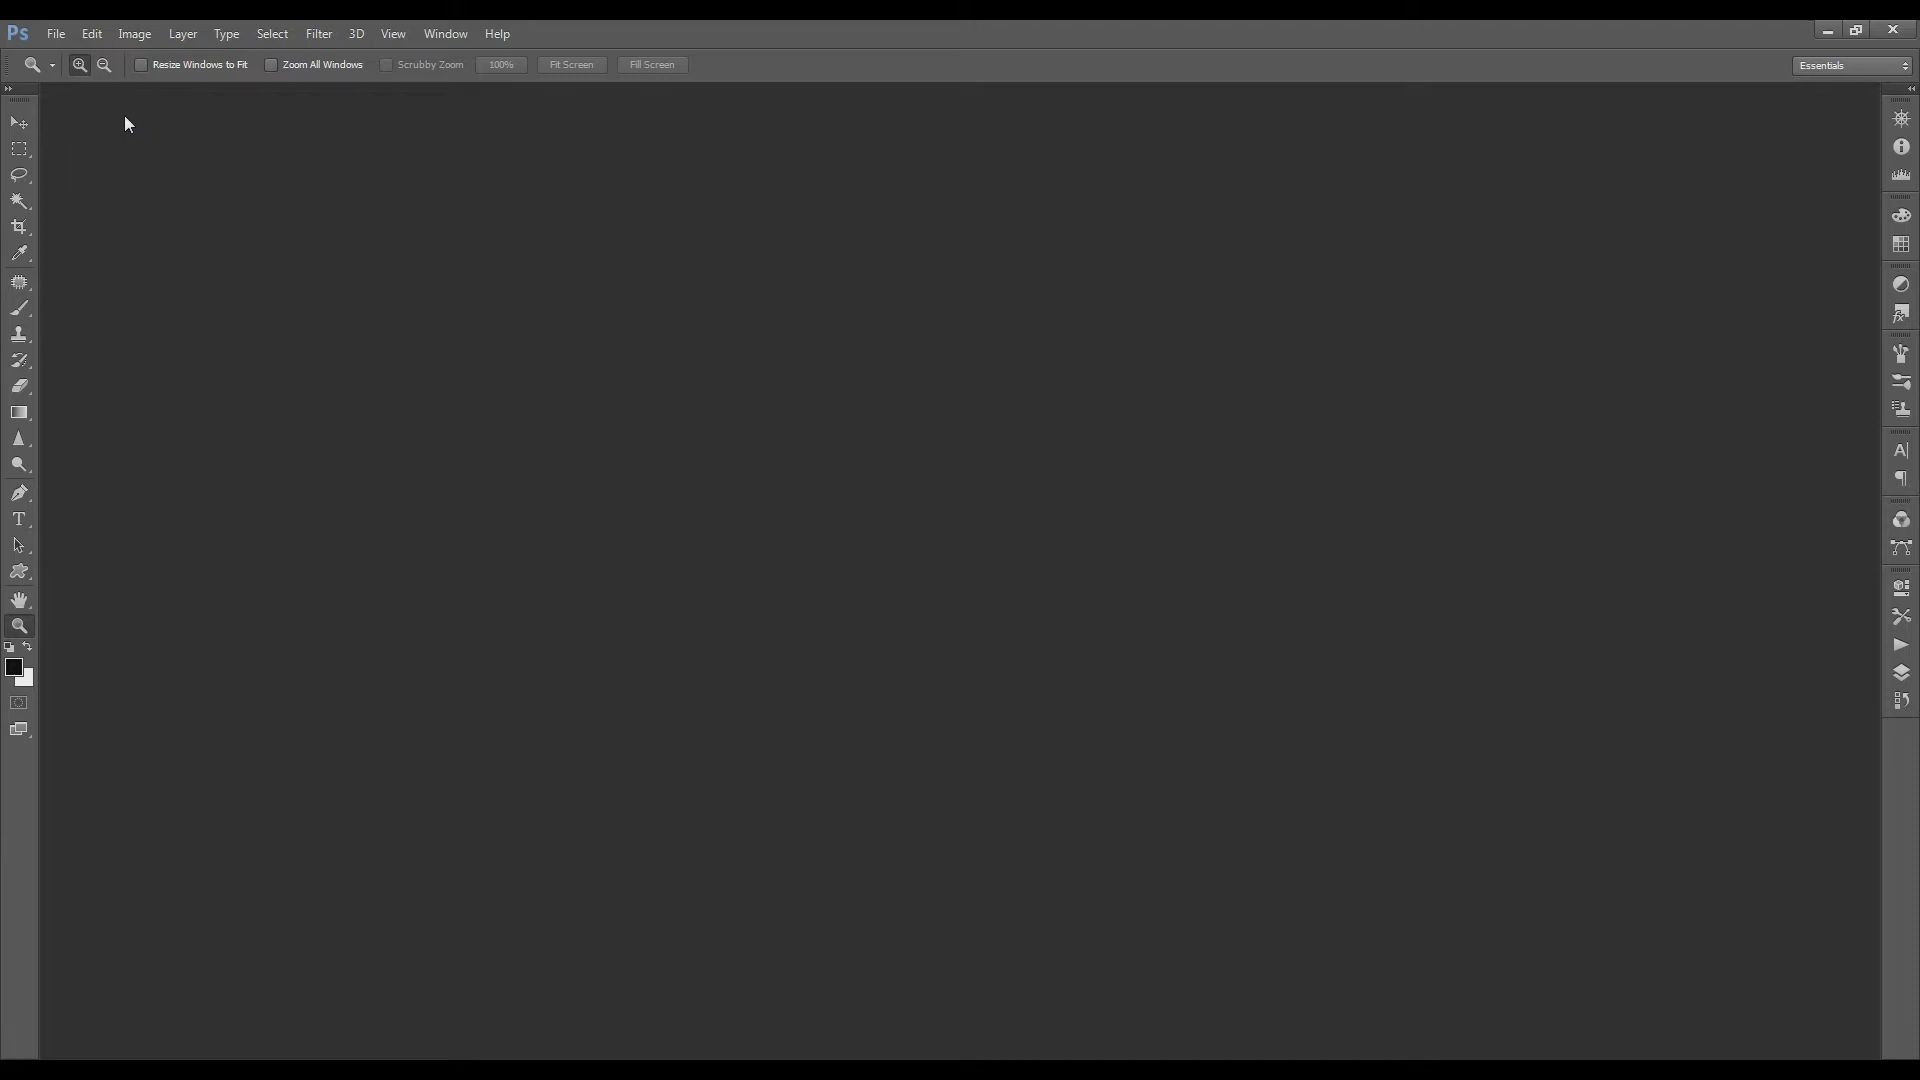 Ps File Edit Image Layer Type Select Filter 3D View Window Help
Resize Windows to Fit Zoom All Windows Scrubby Zoom 100% Fit Screen Fill Screen Essentials